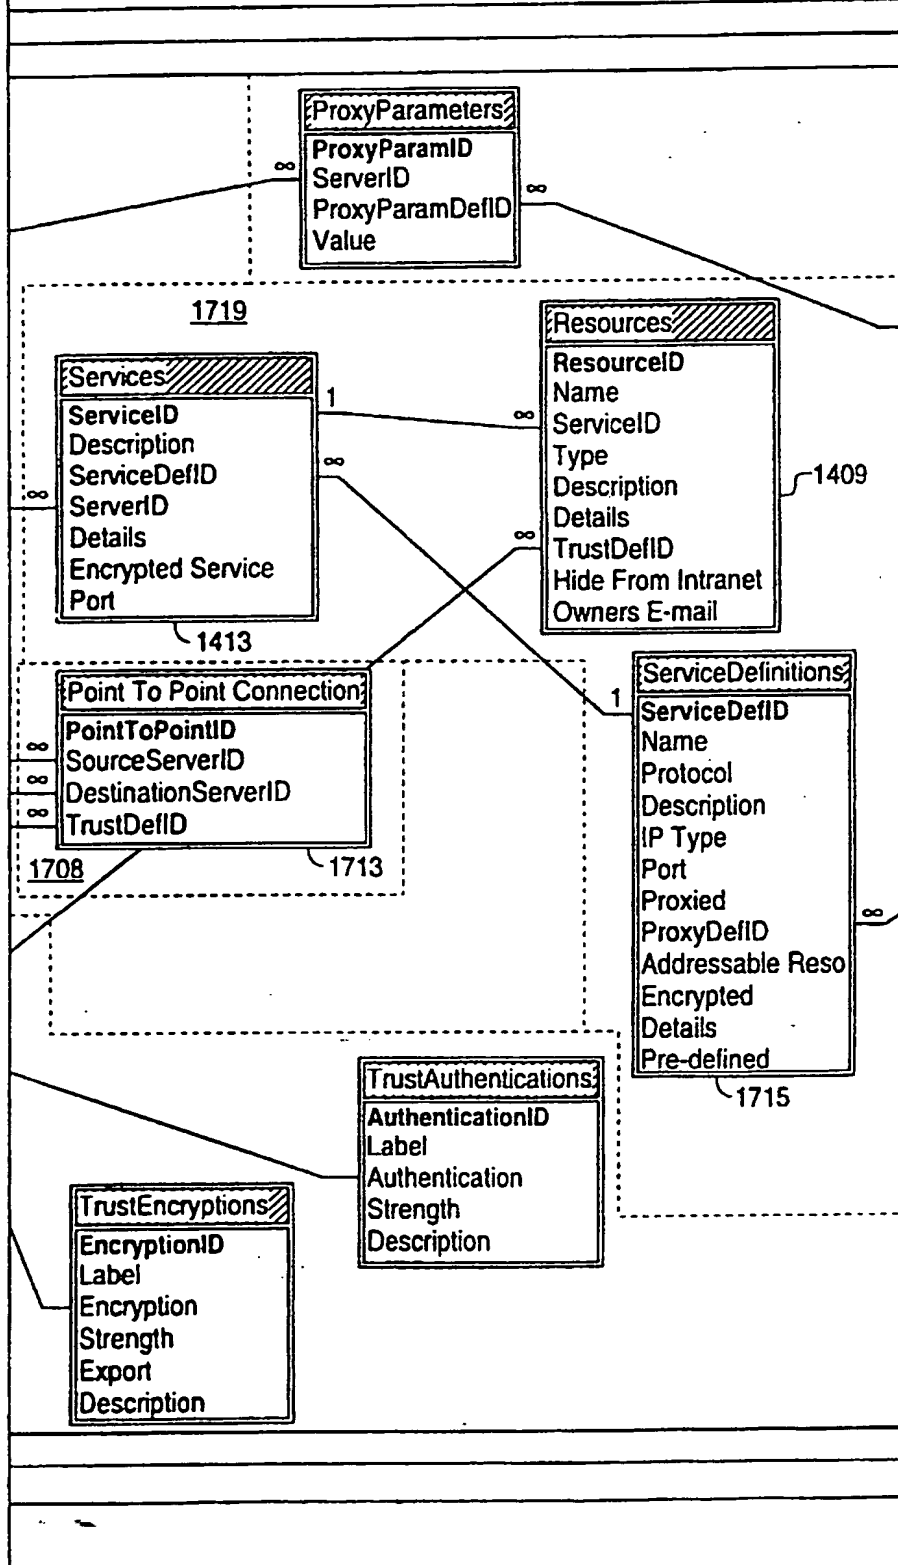 ProxyParameters
ProxyParamID
∞
ServerID
∞
ProxyParamDefID
Value
1719
Resources
ResourceID
Name
∞
ServiceID
Type
Description
Details
∞
TrustDefID
Hide From Intranet
Owners E-mail
1409
Services
1
ServiceID
Description
∞
ServiceDefID
∞
ServerID
Details
Encrypted Service
Port
1413
Point To Point Connection
PointToPointID
∞
SourceServerID
∞
DestinationServerID
∞
TrustDefID
1708
1713
ServiceDefinitions
1
ServiceDefID
Name
Protocol
Description
IP Type
Port
Proxied
∞
ProxyDefID
Addressable Reso
Encrypted
Details
Pre-defined
1715
TrustAuthentications
AuthenticationID
Label
Authentication
Strength
Description
TrustEncryptions
EncryptionID
Label
Encryption
Strength
Export
Description